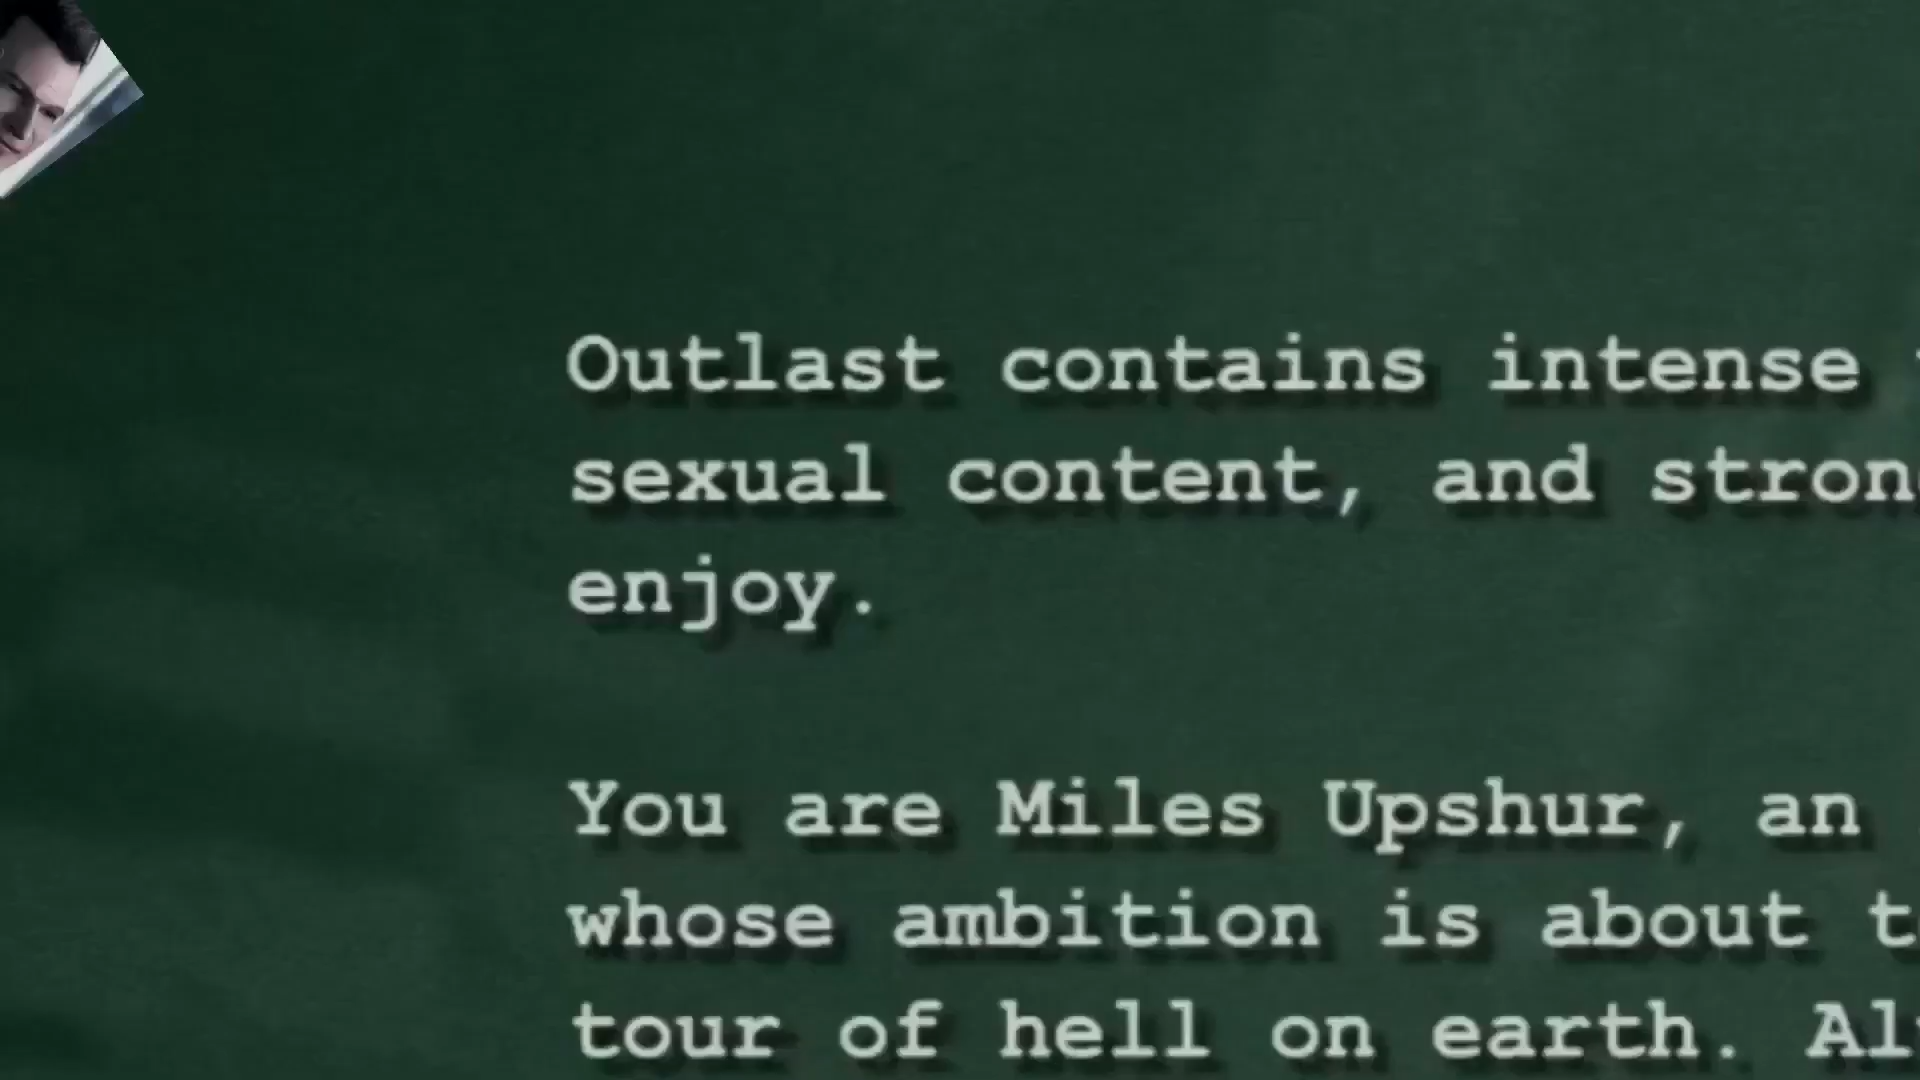 Outlast contains intense
sexual content, and
enjoy.
You are Miles Upshur, an
whose ambition is about
tour of hell on earth.